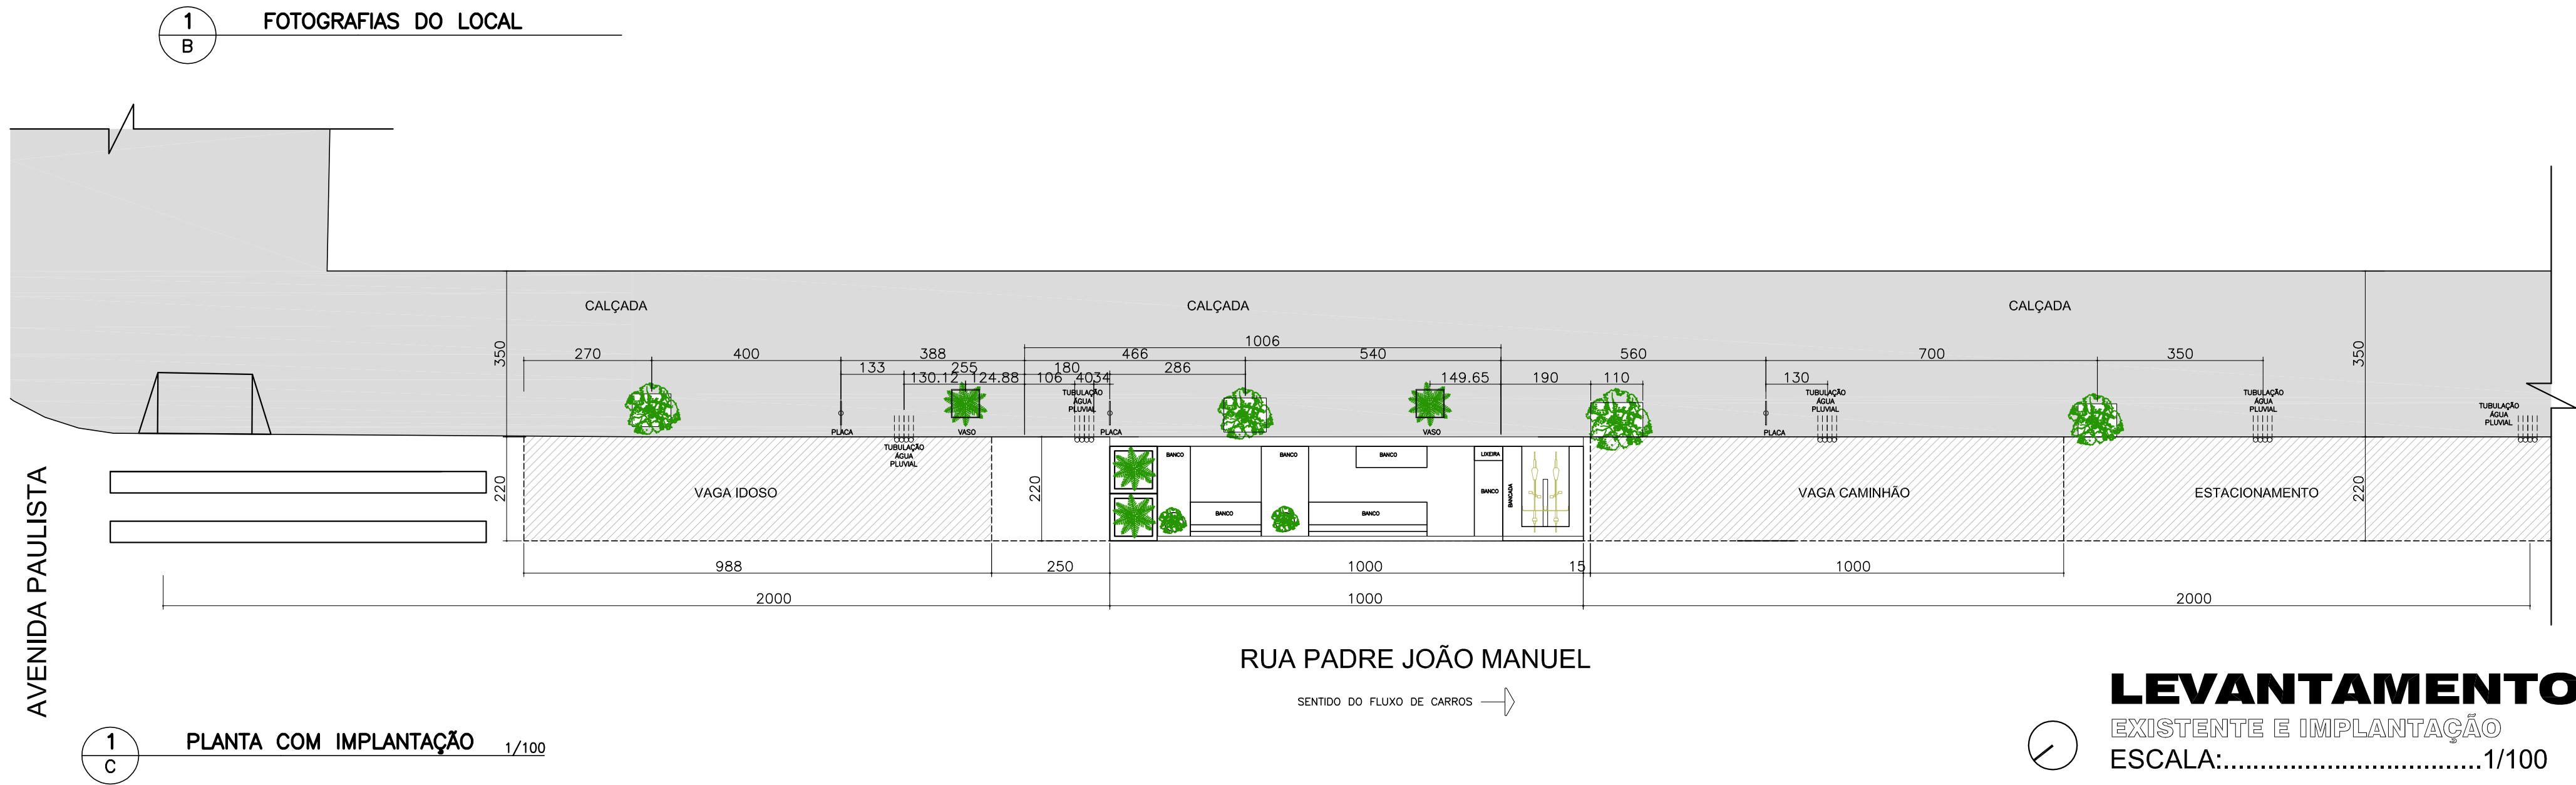 1
B
FOTOGRAFIAS DO LOCAL
CALÇADA
CALÇADA
CALÇADA
1006
350
270
400
388
466
540
560
700
350
350
133
255
180
286
130.12
124.88
106
40
34
149.65
190
110
130
TUBULAÇÃO
ÁGUA
PLUVIAL
TUBULAÇÃO
ÁGUA
PLUVIAL
TUBULAÇÃO
ÁGUA
PLUVIAL
TUBULAÇÃO
ÁGUA
PLUVIAL
PLACA
VASO
PLACA
VASO
PLACA
TUBULAÇÃO
ÁGUA
PLUVIAL
BANCO
BANCO
BANCO
LIXEIRA
220
VAGA IDOSO
220
BANCO
BANCO
BANCO
BANCADA
VAGA CAMINHÃO
ESTACIONAMENTO
220
988
250
1000
15
1000
2000
1000
2000
AVENIDA PAULISTA
RUA PADRE JOÃO MANUEL
SENTIDO DO FLUXO DE CARROS
1
C
PLANTA COM IMPLANTAÇÃO 1/100
LEVANTAMENTO
EXISTENTE E IMPLANTAÇÃO
ESCALA:...................................1/100